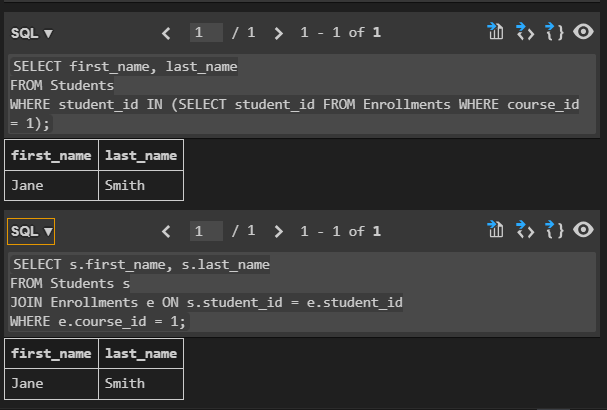 SQL ▼ < 1 / 1 > 1 - 1 of 1
SELECT first_name, last_name
FROM Students
WHERE student_id IN (SELECT student_id FROM Enrollments WHERE course_id
= 1);
first_name last_name
Jane Smith
SQL ▼ < 1 / 1 > 1 - 1 of 1
SELECT s.first_name, s.last_name
FROM Students s
JOIN Enrollments e ON s.student_id = e.student_id
WHERE e.course_id = 1;
first_name last_name
Jane Smith